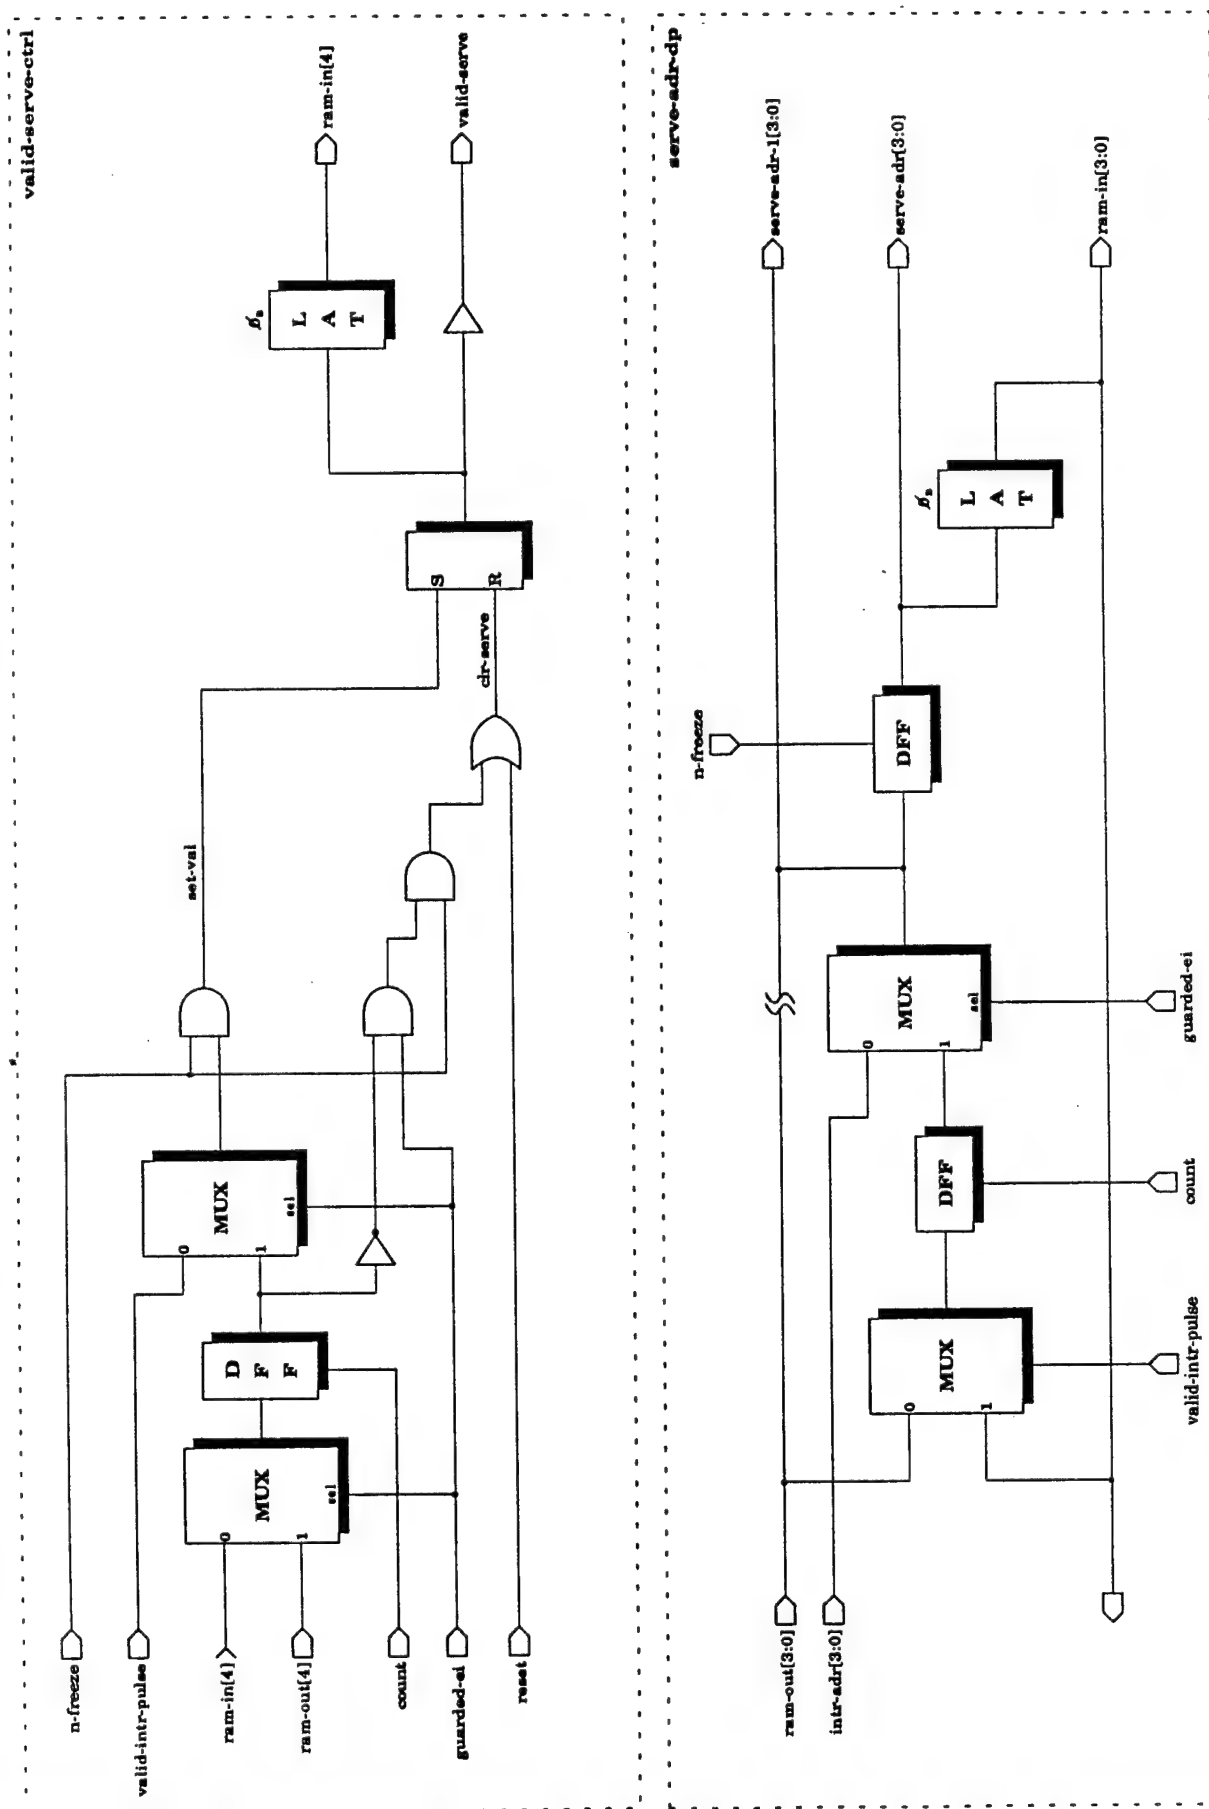 valid-serve-ctrl
n-freeze
valid-intr-pulse
ram-in[4]
ram-out[4]
count
guarded-ei
reset
0
1
MUX
sel
D
F
F
0
1
MUX
sel
set-val
clr-serve
S
R
L
A
T
ram-in[4]
valid-serve
serve-adr-dp
ram-out[3:0]
intr-adr[3:0]
0
1
MUX
valid-intr-pulse
DFF
count
0
1
MUX
sel
guarded-ei
n-freeze
DFF
L
A
T
serve-adr-1[3:0]
serve-adr[3:0]
ram-in[3:0]